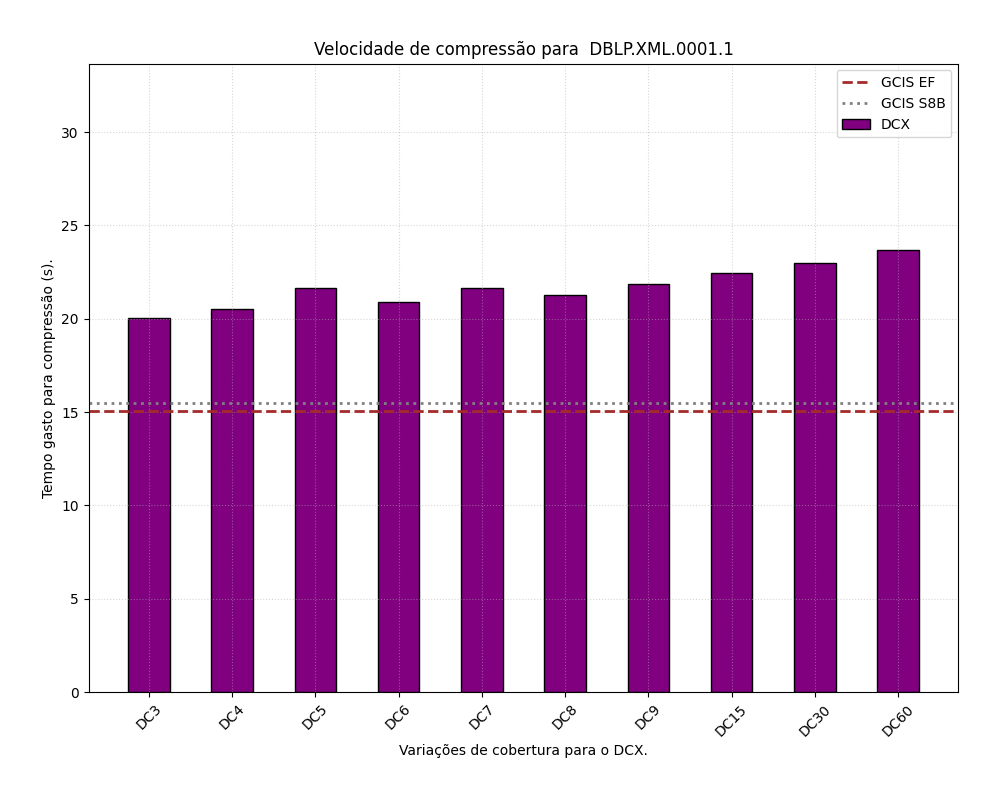 Velocidade de compressão para  DBLP.XML.0001.1
GCIS EF
GCIS S8B
DCX
Tempo gasto para compressão (s).
30
25
20
15
10
5
0
DC3
DC4
DC5
DC6
DC7
DC8
DC9
DC15
DC30
DC60
Variações de cobertura para o DCX.